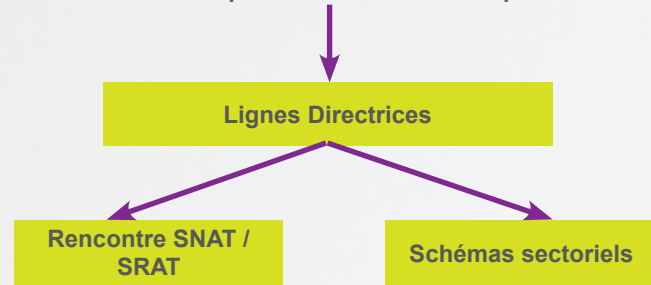 Lignes Directrices
Rencontre SNAT /
SRAT
Schémas sectoriels